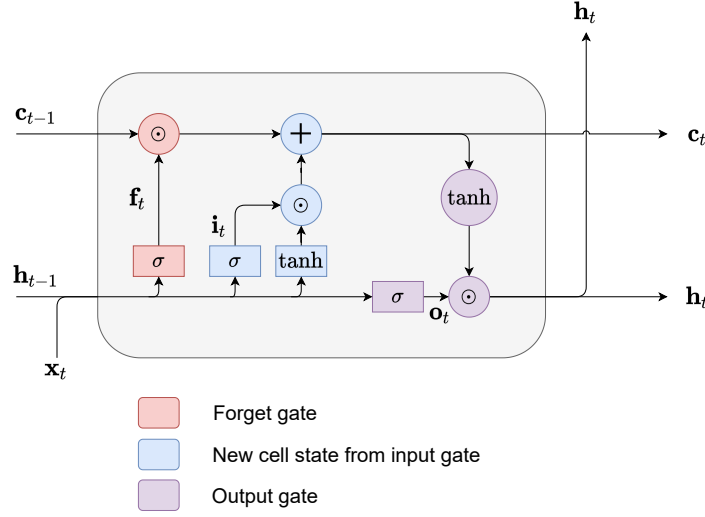 h_t
c_{t-1}
⊙
+
c_t
f_t
i_t
⊙
tanh
h_{t-1}
σ
σ
tanh
σ
o_t
⊙
h_t
x_t
Forget gate
New cell state from input gate
Output gate